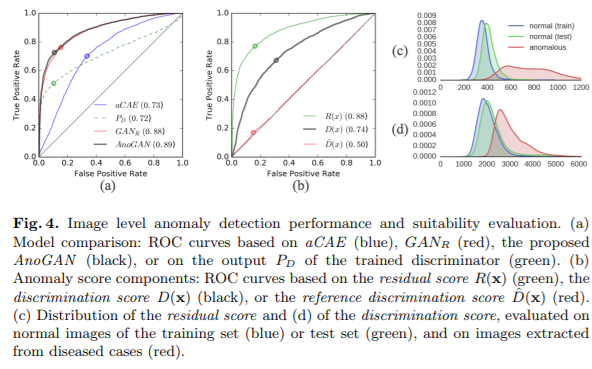 True Positive Rate
1.0
0.8
0.6
0.4
0.2
0.0
0.0 0.2 0.4 0.6 0.8 1.0
False Positive Rate
aCAE (0.73)
P_D (0.72)
GAN_R (0.88)
AnoGAN (0.89)
(a)
True Positive Rate
1.0
0.8
0.6
0.4
0.2
0.0
0.0 0.2 0.4 0.6 0.8 1.0
False Positive Rate
R(x) (0.88)
D(x) (0.74)
D̂(x) (0.50)
(b)
(c)
0.009
0.008
0.007
0.006
0.005
0.004
0.003
0.002
0.001
0.000
0 200 400 600 800 1000 1200
normal (train)
normal (test)
anomalous
(d)
0.0012
0.0010
0.0008
0.0006
0.0004
0.0002
0.0000
0 1000 2000 3000 4000 5000 6000
Fig. 4. Image level anomaly detection performance and suitability evaluation. (a)
Model comparison: ROC curves based on aCAE (blue), GAN_R (red), the proposed
AnoGAN (black), or on the output P_D of the trained discriminator (green). (b)
Anomaly score components: ROC curves based on the residual score R(x) (green), the
discrimination score D(x) (black), or the reference discrimination score D̂(x) (red).
(c) Distribution of the residual score and (d) of the discrimination score, evaluated on
normal images of the training set (blue) or test set (green), and on images extracted
from diseased cases (red).